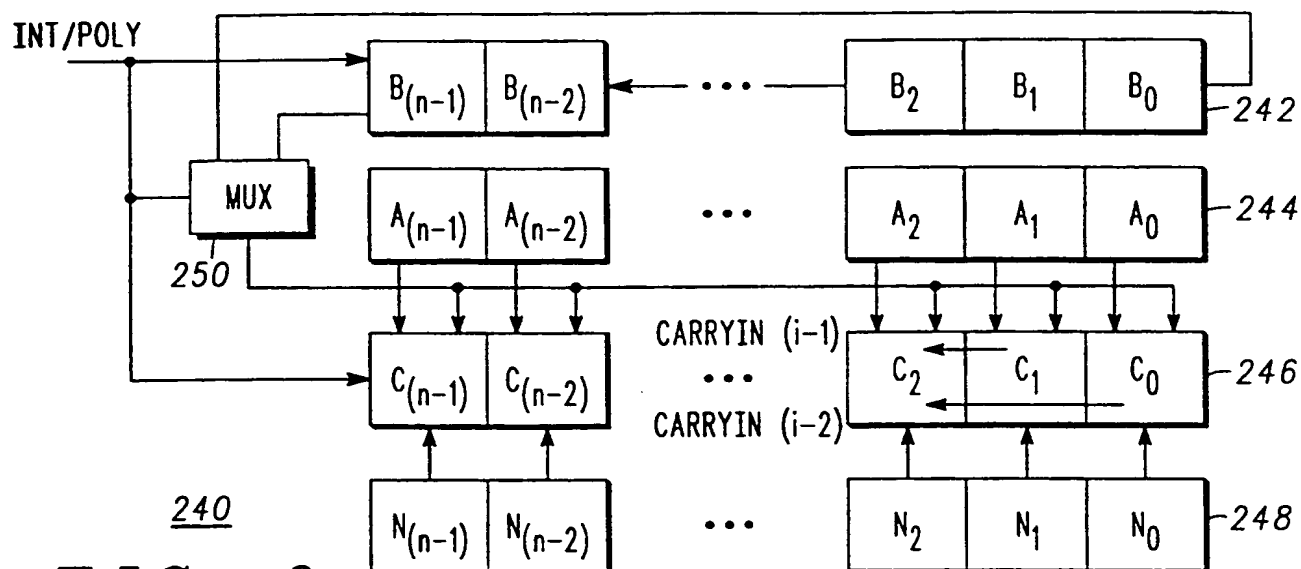 INT/POLY
B(n-1) B(n-2) ••• B2 B1 B0 242
MUX
A(n-1) A(n-2) ••• A2 A1 A0 244
250
CARRYIN (i-1)
C(n-1) C(n-2) ••• C2 C1 C0 246
CARRYIN (i-2)
240
N(n-1) N(n-2) ••• N2 N1 N0 248